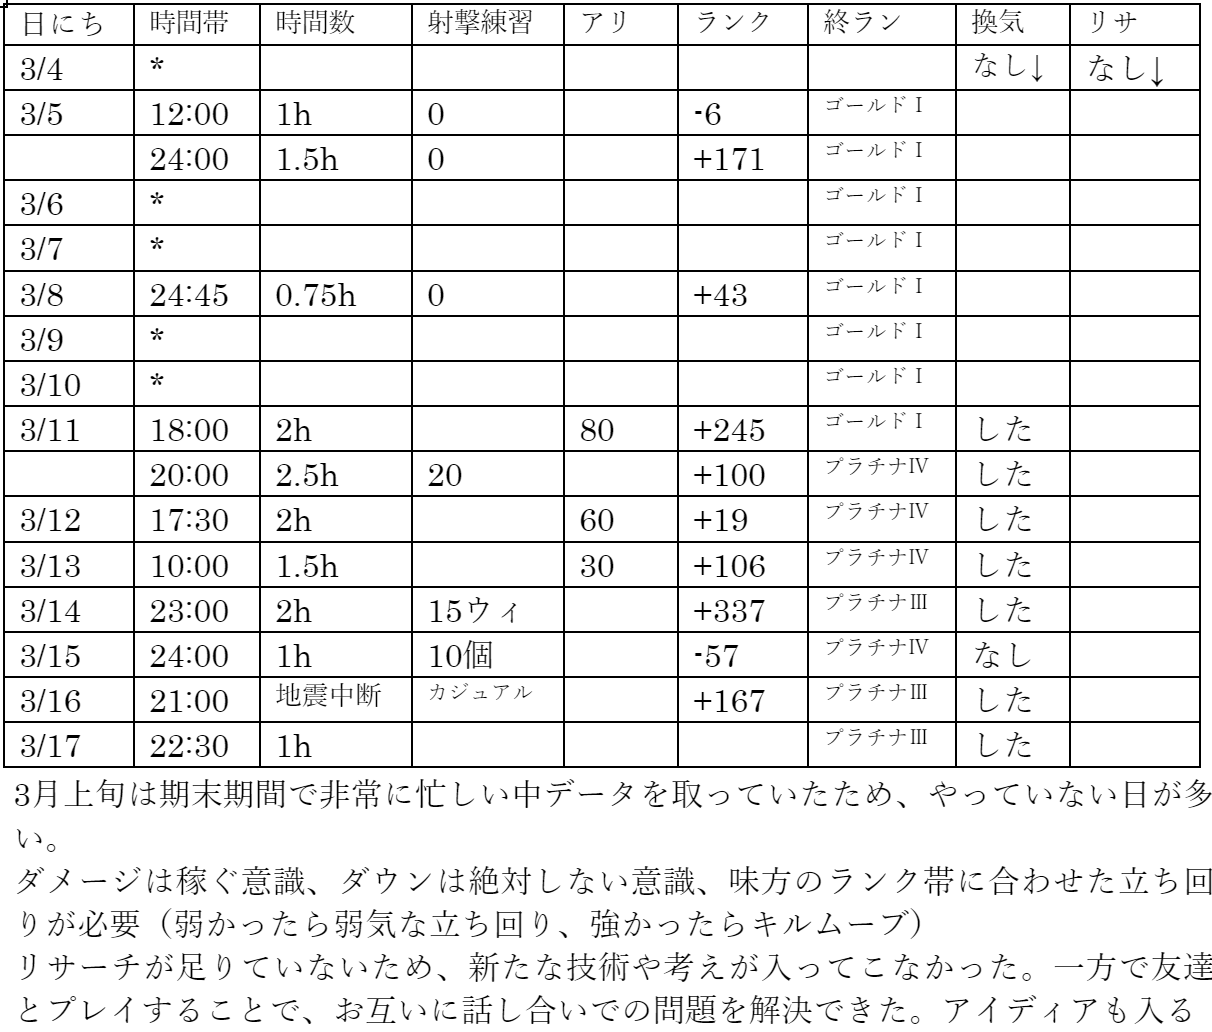 日にち 時間帯 時間数 射撃練習 アリ ランク 終ラン 換気 リサ
3/4 * なし↓ なし↓
3/5 12:00 1h 0 -6 ゴールドⅠ
24:00 1.5h 0 +171 ゴールドⅠ
3/6 * ゴールドⅠ
3/7 * ゴールドⅠ
3/8 24:45 0.75h 0 +43 ゴールドⅠ
3/9 * ゴールドⅠ
3/10 * ゴールドⅠ
3/11 18:00 2h 80 +245 ゴールドⅠ した
20:00 2.5h 20 +100 プラチナⅣ した
3/12 17:30 2h 60 +19 プラチナⅣ した
3/13 10:00 1.5h 30 +106 プラチナⅣ した
3/14 23:00 2h 15ウィ +337 プラチナⅢ した
3/15 24:00 1h 10個 -57 プラチナⅣ なし
3/16 21:00 地震中断 カジュアル +167 プラチナⅢ した
3/17 22:30 1h プラチナⅢ した
3月上旬は期末期間で非常に忙しい中データを取っていたため、やっていない日が多
い。
ダメージは稼ぐ意識、ダウンは絶対しない意識、味方のランク帯に合わせた立ち回
りが必要（弱かったら弱気な立ち回り、強かったらキルムーブ）
リサーチが足りていないため、新たな技術や考えが入ってこなかった。一方で友達
とプレイすることで、お互いに話し合いでの問題を解決できた。アイディアも入る